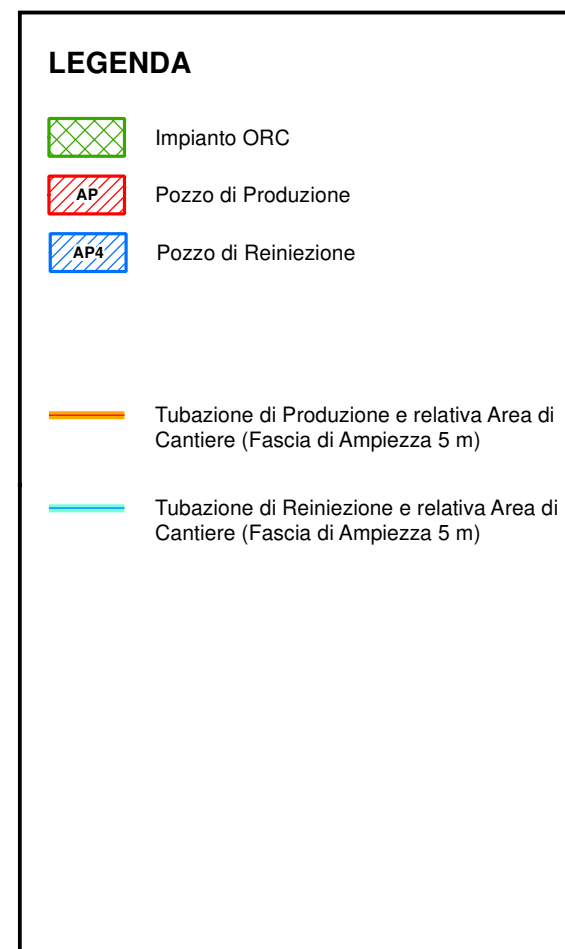 LEGENDA
Impianto ORC
AP Pozzo di Produzione
AP4 Pozzo di Reiniezione
Tubazione di Produzione e relativa Area di
Cantiere (Fascia di Ampiezza 5 m)
Tubazione di Reiniezione e relativa Area di
Cantiere (Fascia di Ampiezza 5 m)